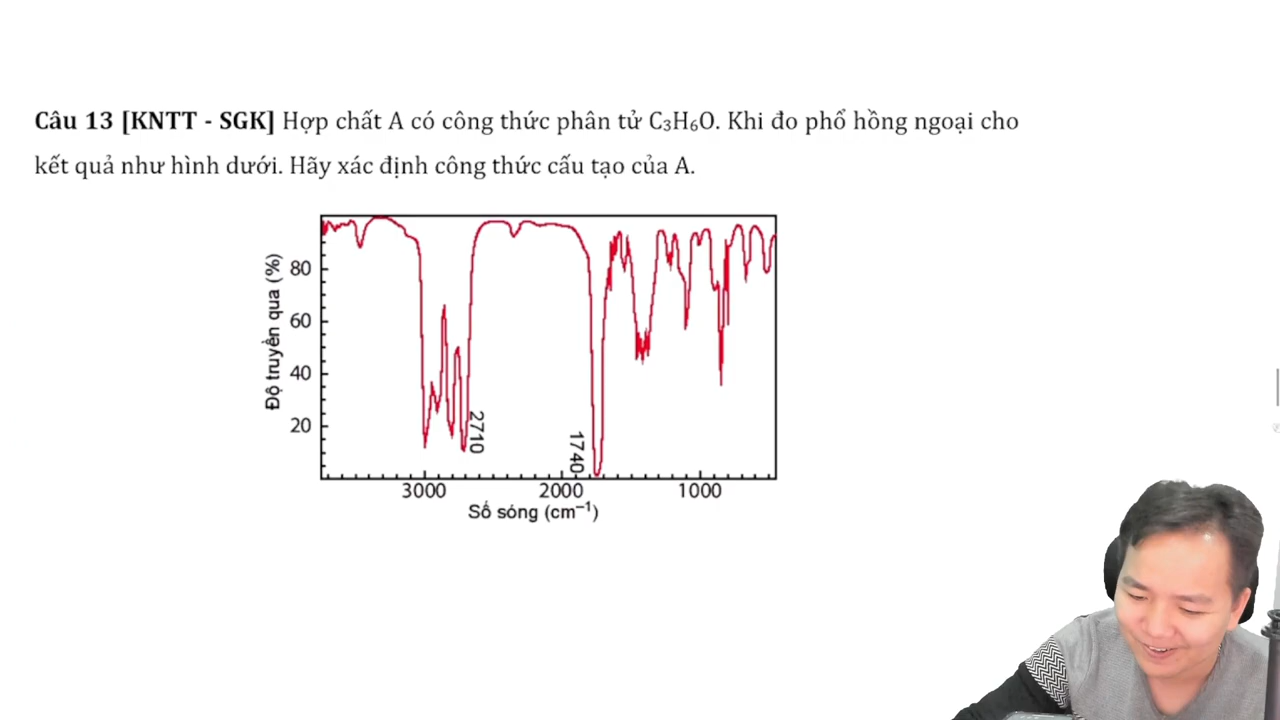 Câu 13 [KNTT - SGK] Hợp chất A có công thức phân tử C₃H₆O. Khi đo phổ hồng ngoại cho
kết quả như hình dưới. Hãy xác định công thức cấu tạo của A.
Độ truyền qua (%)
80
60
40
20
2710
1740
3000 2000 1000
Số sóng (cm⁻¹)